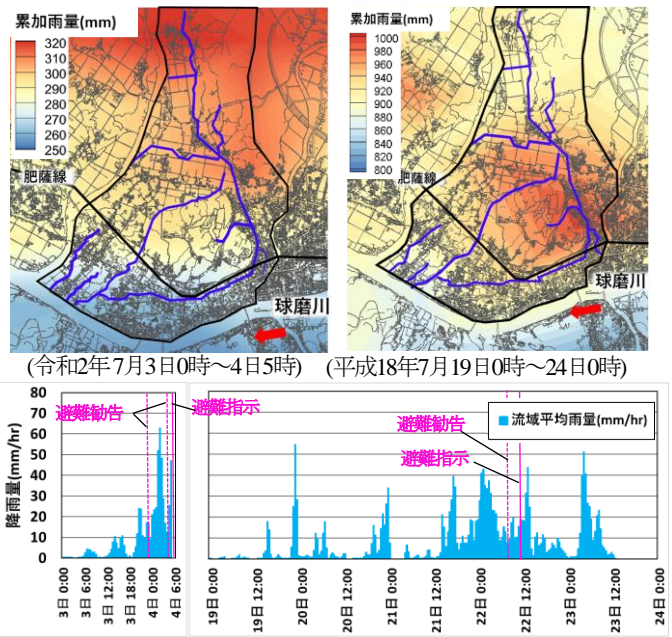 累加雨量(mm)
320
310
300
290
280
270
260
250
肥薩線
球磨川
累加雨量(mm)
1000
980
960
940
920
900
880
860
840
820
800
肥薩線
球磨川
(令和2年7月3日0時～4日5時)
(平成18年7月19日0時～24日0時)
降雨量(mm/hr)
80
70
60
50
40
30
20
10
0
避難勧告
避難指示
避難勧告
避難指示
流域平均雨量(mm/hr)
3日 0:00
3日 6:00
3日 12:00
3日 18:00
4日 0:00
4日 6:00
19日 0:00
19日 12:00
20日 0:00
20日 12:00
21日 0:00
21日 12:00
22日 0:00
22日 12:00
23日 0:00
23日 12:00
24日 0:00